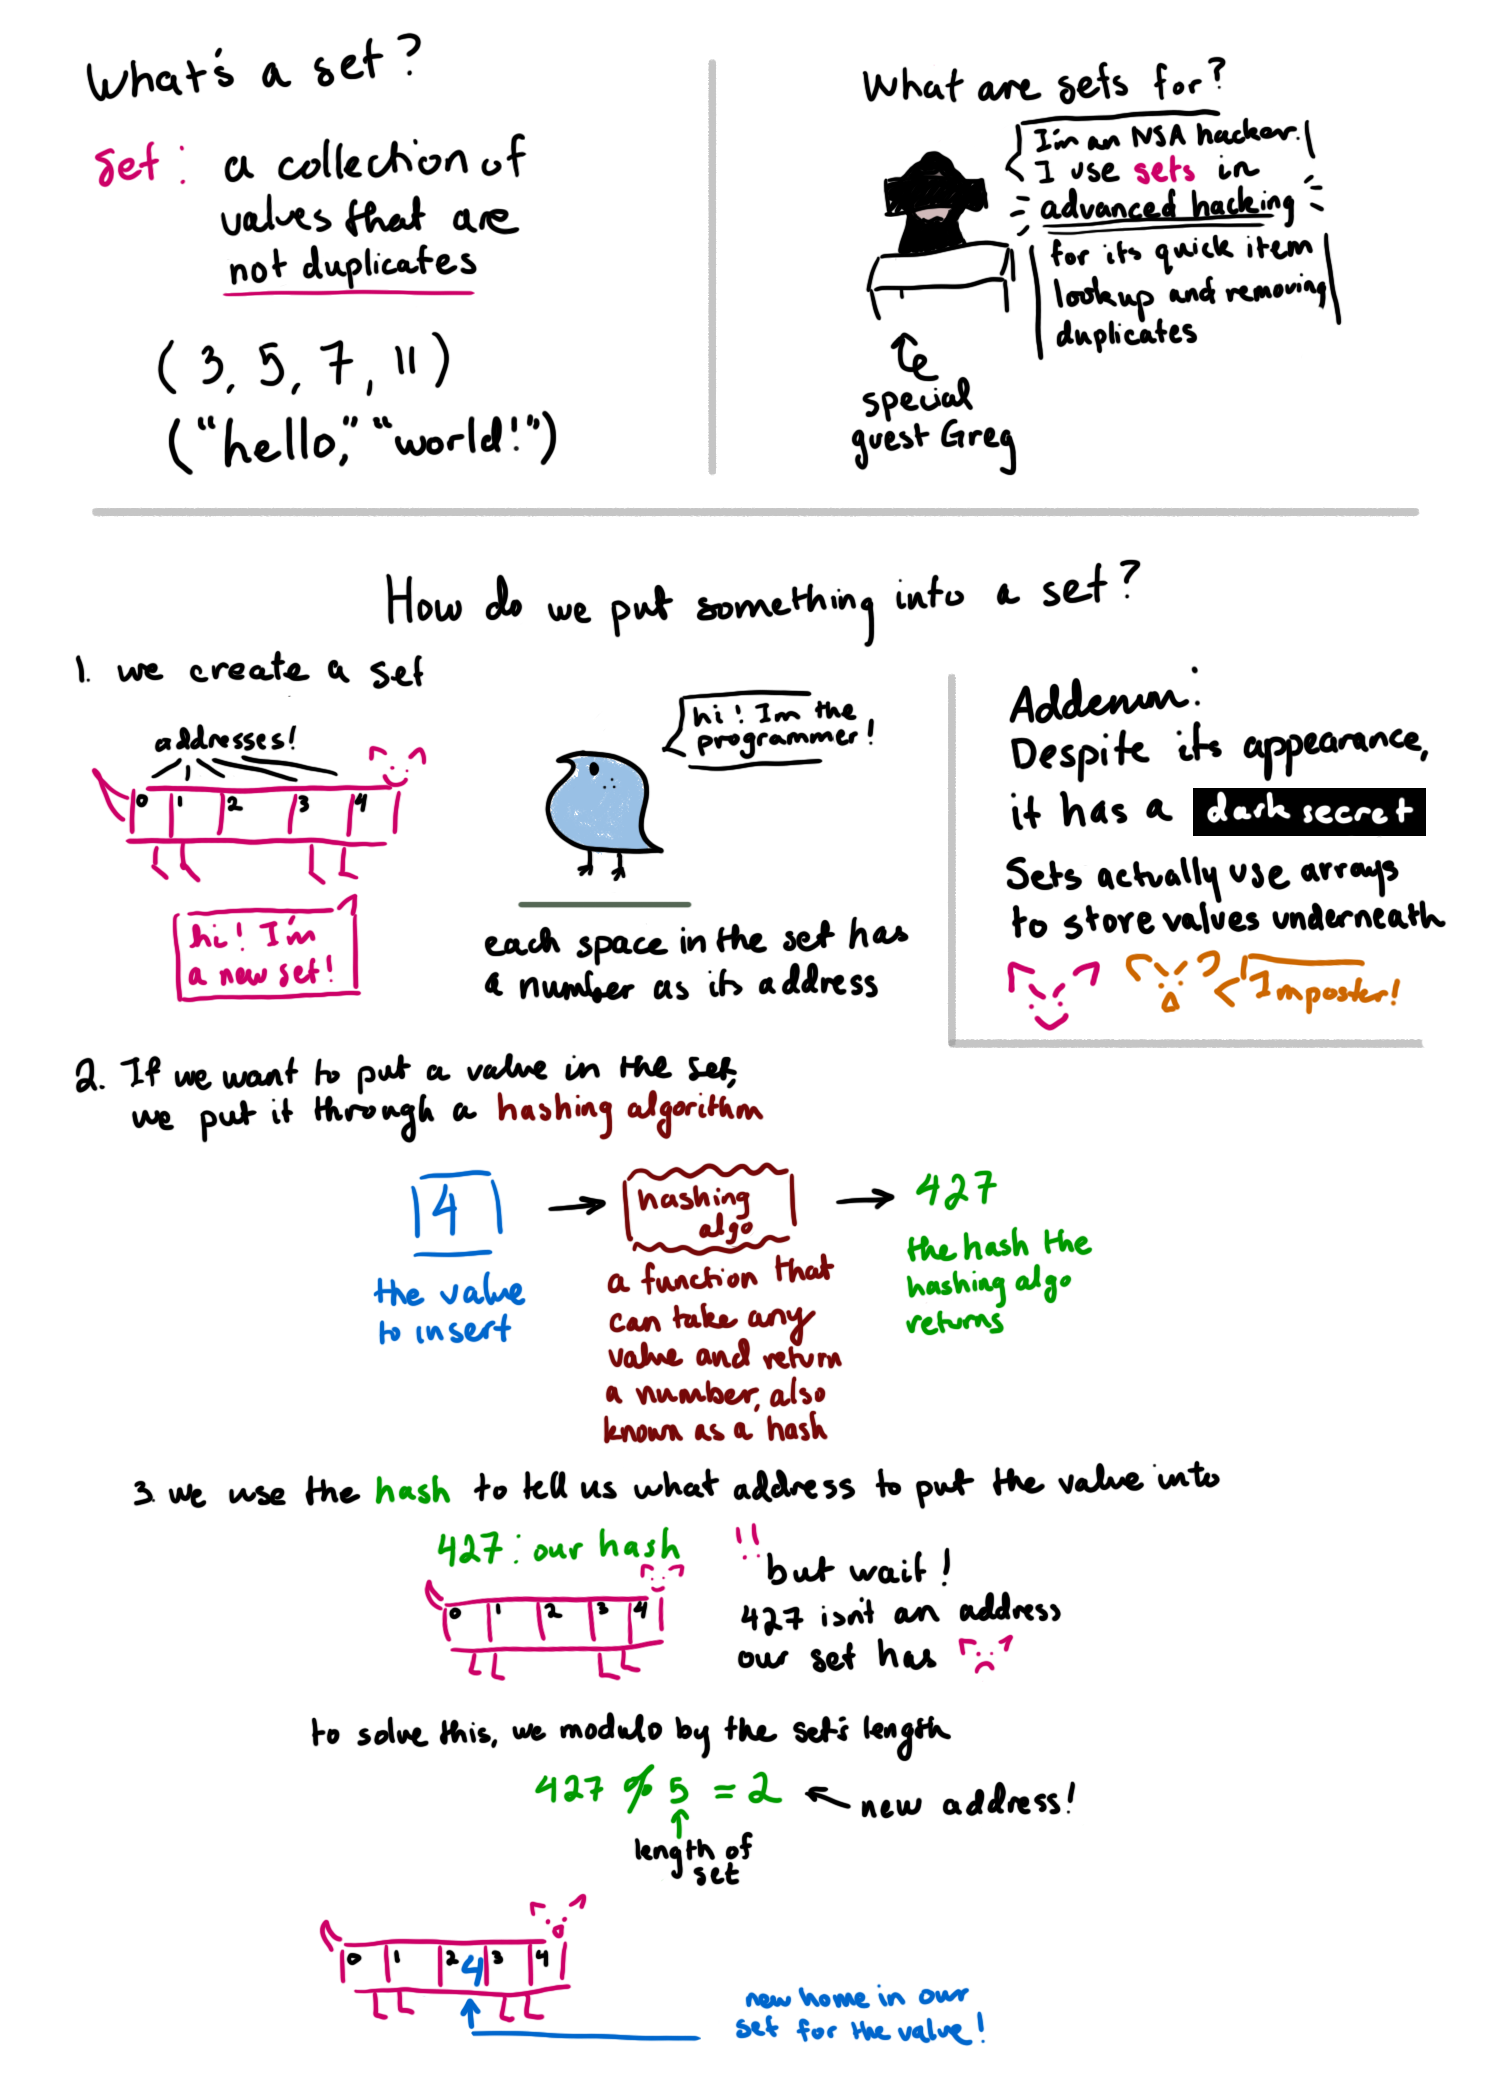 What's a set?
set: a collection of
values that are
not duplicates
(3, 5, 7, 11)
("hello," "world!")
What are sets for?
I'm an NSA hacker.
I use sets in
advanced hacking
for its quick item
lookup and removing
duplicates
special
guest Greg
How do we put something into a set?
1. we create a set
addresses!
0 1 2 3 4
hi! I'm
a new set!
hi! I'm the
programmer!
each space in the set has
a number as its address
Addenum:
Despite its appearance,
it has a dark secret
Sets actually use arrays
to store values underneath
Imposter!
2. If we want to put a value in the set,
we put it through a hashing algorithm
4
the value
to insert
hashing
algo
a function that
can take any
value and return
a number, also
known as a hash
427
the hash the
hashing algo
returns
3. we use the hash to tell us what address to put the value into
427: our hash
0 1 2 3 4
!!
but wait!
427 isn't an address
our set has
to solve this, we modulo by the set's length
427 % 5 = 2
new address!
length of
set
0 1 2 4 3 4
new home in our
set for the value!